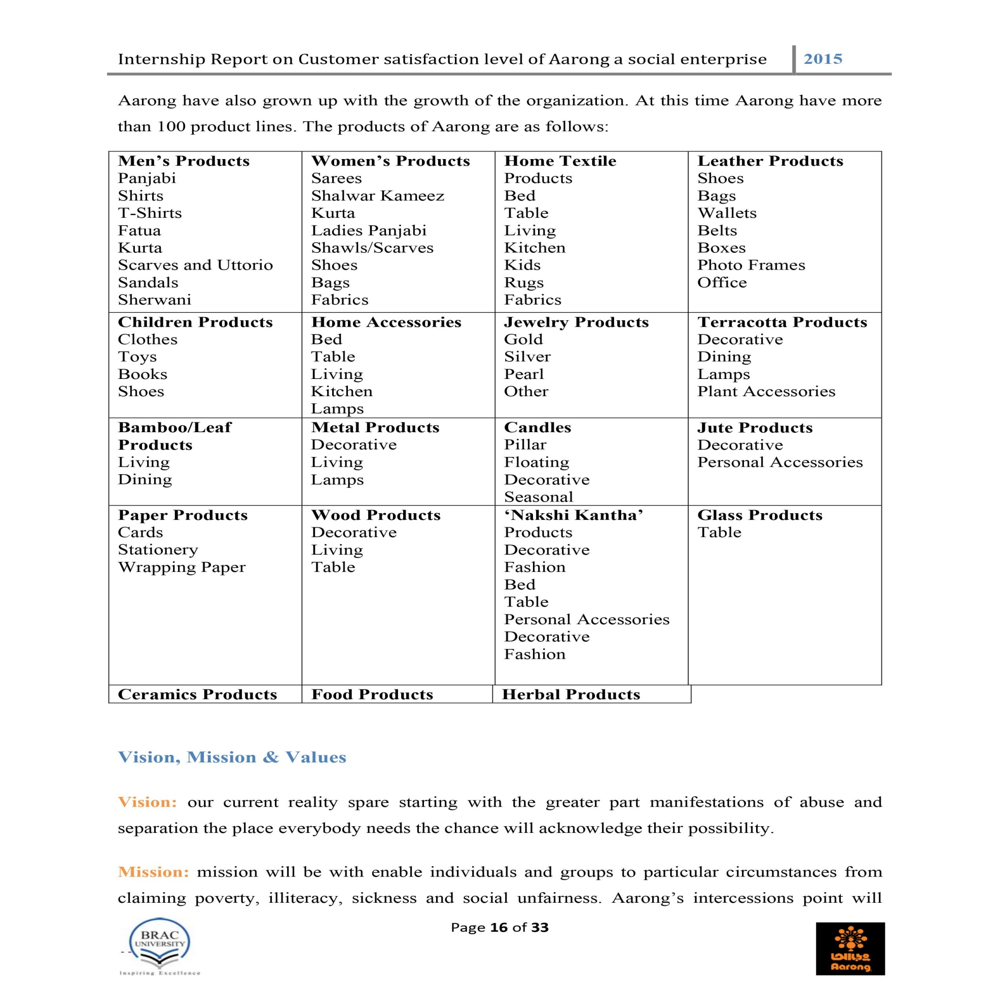 Internship Report on Customer satisfaction level of Aarong a social enterprise 2015
Aarong have also grown up with the growth of the organization. At this time Aarong have more
than 100 product lines. The products of Aarong are as follows:
Men’s Products
Panjabi
Shirts
T-Shirts
Fatua
Kurta
Scarves and Uttorio
Sandals
Sherwani
Women’s Products
Sarees
Shalwar Kameez
Kurta
Ladies Panjabi
Shawls/Scarves
Shoes
Bags
Fabrics
Home Textile
Products
Bed
Table
Living
Kitchen
Kids
Rugs
Fabrics
Leather Products
Shoes
Bags
Wallets
Belts
Boxes
Photo Frames
Office
Children Products
Clothes
Toys
Books
Shoes
Home Accessories
Bed
Table
Living
Kitchen
Lamps
Jewelry Products
Gold
Silver
Pearl
Other
Terracotta Products
Decorative
Dining
Lamps
Plant Accessories
Bamboo/Leaf
Products
Living
Dining
Metal Products
Decorative
Living
Lamps
Candles
Pillar
Floating
Decorative
Seasonal
Jute Products
Decorative
Personal Accessories
Paper Products
Cards
Stationery
Wrapping Paper
Wood Products
Decorative
Living
Table
‘Nakshi Kantha’
Products
Decorative
Fashion
Bed
Table
Personal Accessories
Decorative
Fashion
Glass Products
Table
Ceramics Products
Food Products
Herbal Products
Vision, Mission & Values
Vision: our current reality spare starting with the greater part manifestations of abuse and
separation the place everybody needs the chance will acknowledge their possibility.
Mission: mission will be with enable individuals and groups to particular circumstances from
claiming poverty, illiteracy, sickness and social unfairness. Aarong’s intercessions point will
Page 16 of 33
BRAC
UNIVERSITY
Inspiring Excellence
Aarong